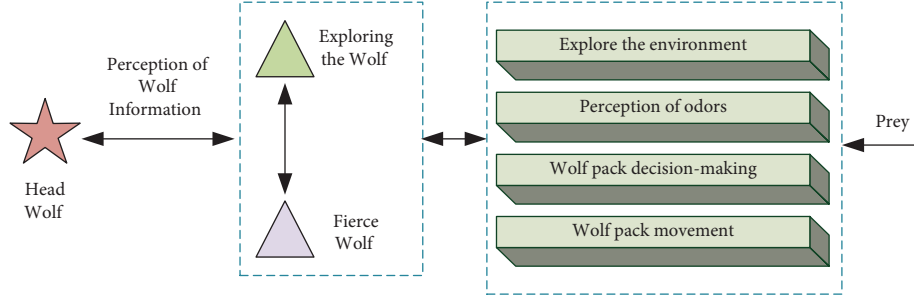 Perception of
Wolf
Information
Head
Wolf
Exploring
the Wolf
Fierce
Wolf
Explore the environment
Perception of odors
Wolf pack decision-making
Wolf pack movement
Prey